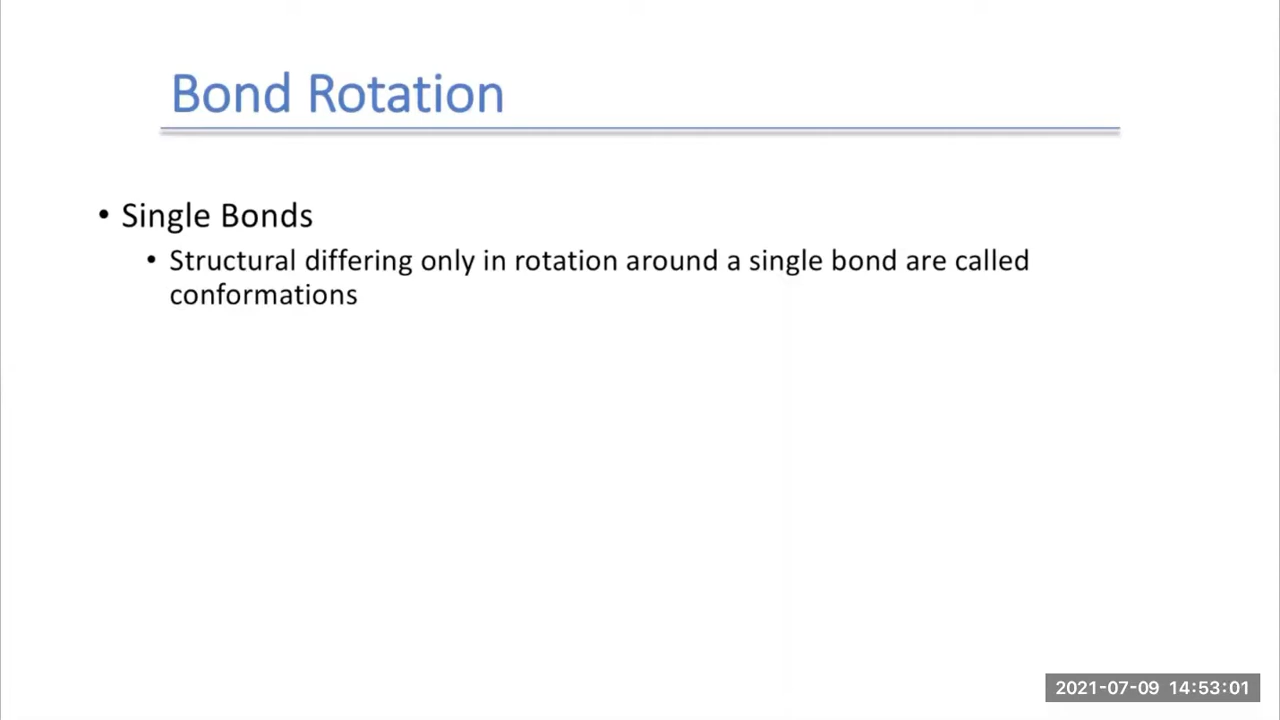 Bond Rotation
• Single Bonds
• Structural differing only in rotation around a single bond are called
conformations
2021-07-09 14:53:01